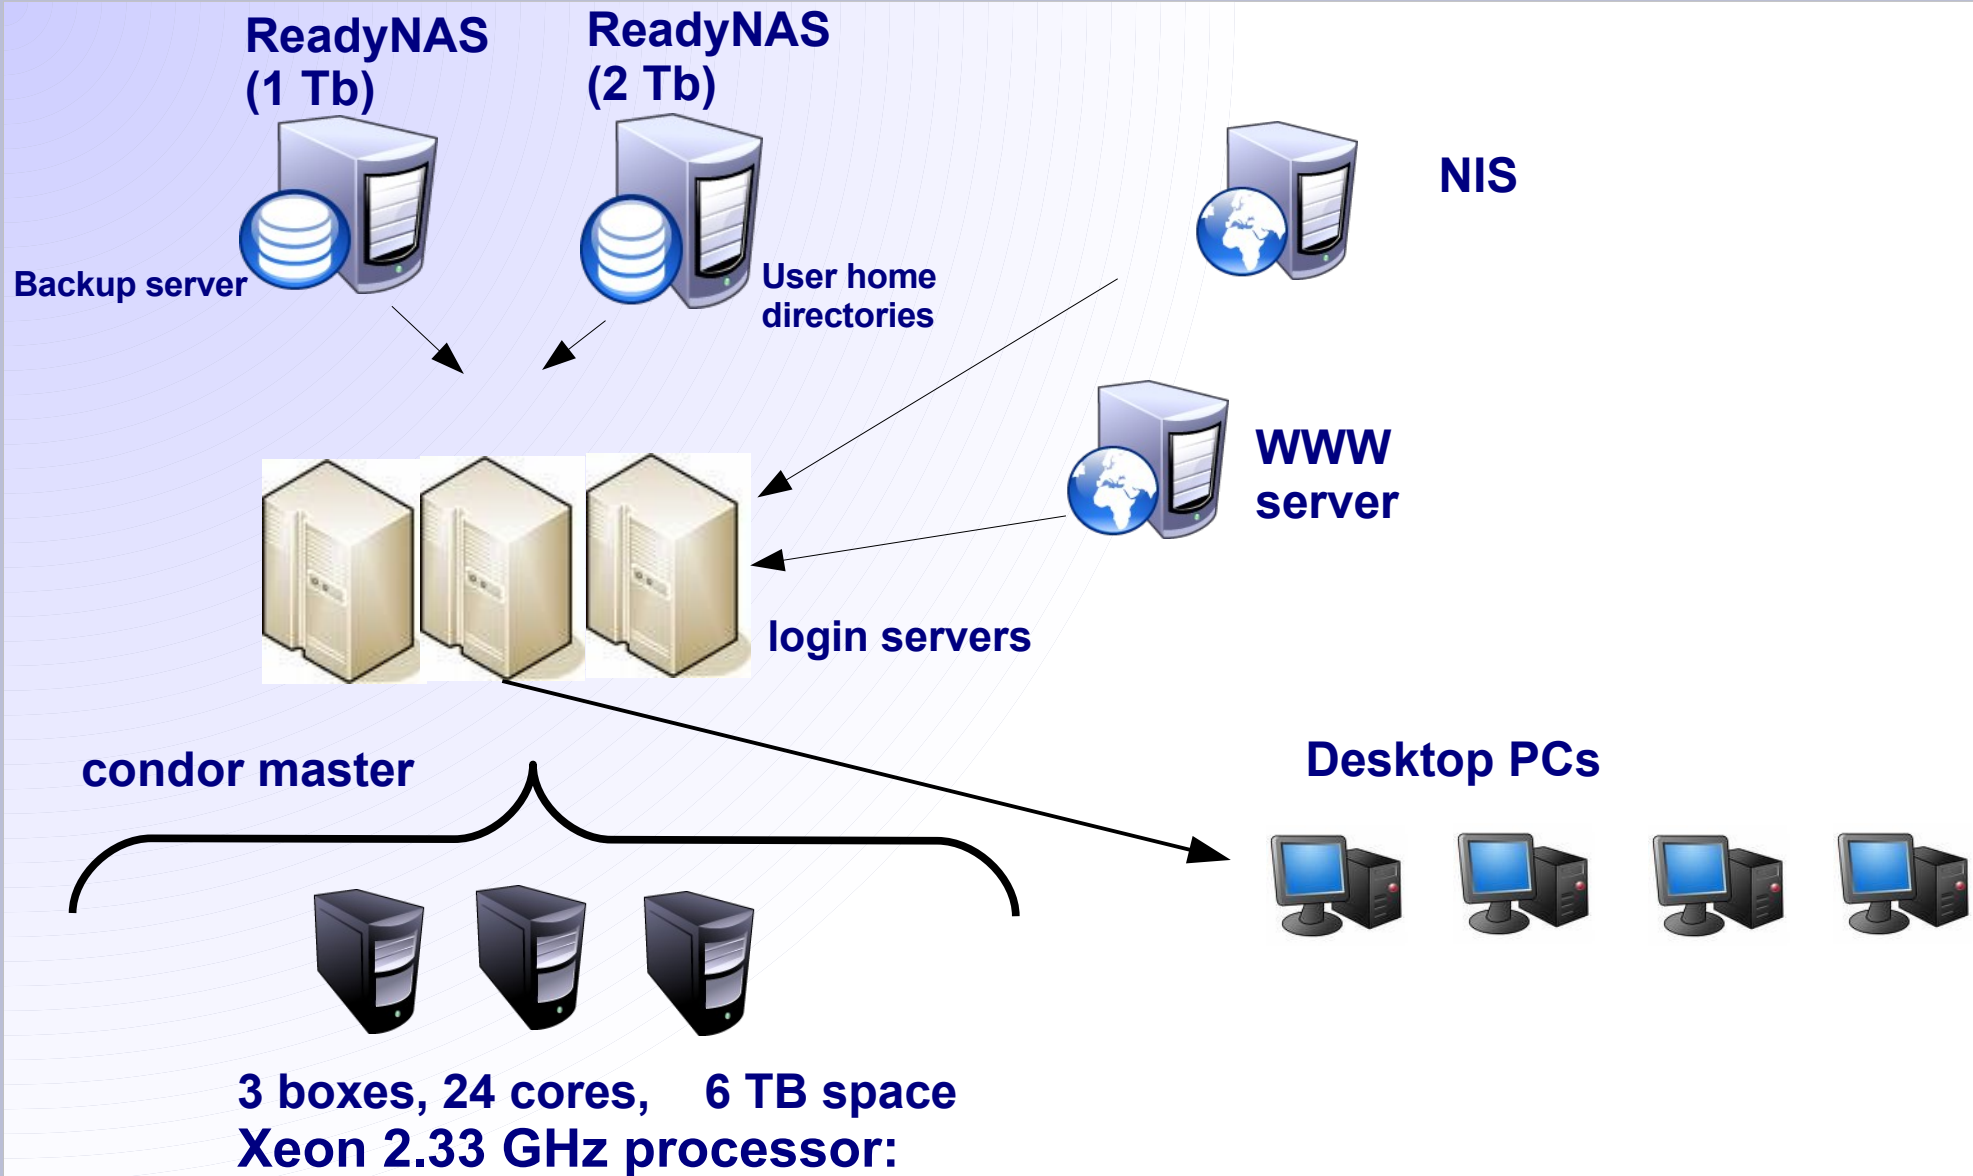 ReadyNAS
(1 Tb)
ReadyNAS
(2 Tb)
NIS
Backup server
User home
directories
WWW
server
login servers
condor master
Desktop PCs
3 boxes, 24 cores, 6 TB space
Xeon 2.33 GHz processor: